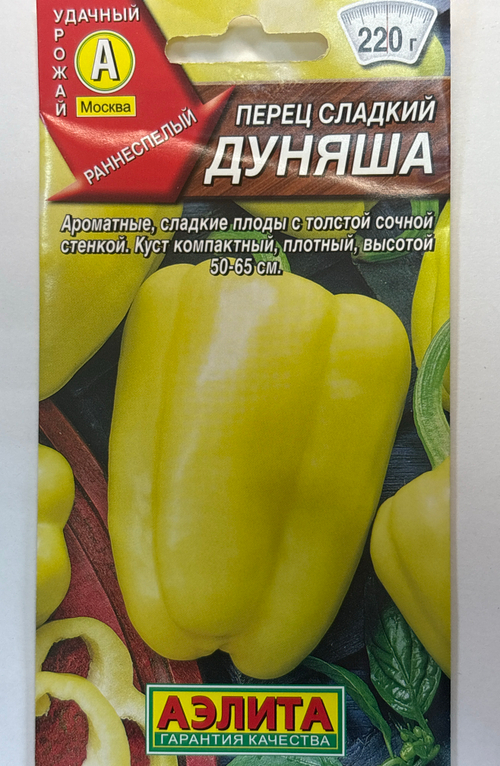 УДАЧНЫЙ
УРОЖАЙ
А
Москва
РАННЕСПЕЛЫЙ
220 г
ПЕРЕЦ СЛАДКИЙ
ДУНЯША
Ароматные, сладкие плоды с толстой сочной
стенкой. Куст компактный, плотный, высотой
50-65 см.
АЭЛИТА
ГАРАНТИЯ КАЧЕСТВА